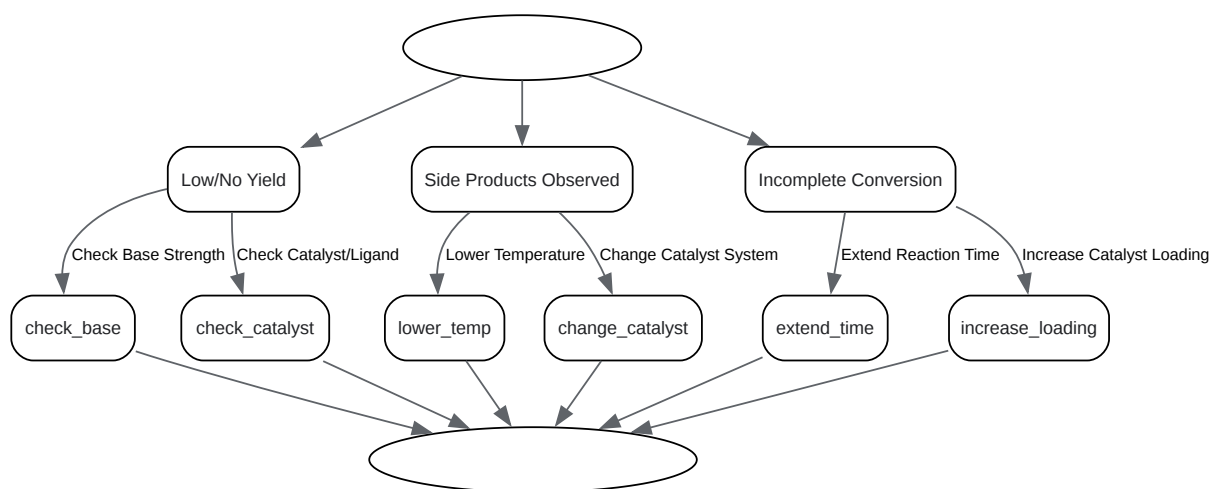 Low/No Yield
Side Products Observed
Incomplete Conversion
Check Base Strength
Check Catalyst/Ligand
Lower Temperature
Change Catalyst System
Extend Reaction Time
Increase Catalyst Loading
check_base
check_catalyst
lower_temp
change_catalyst
extend_time
increase_loading